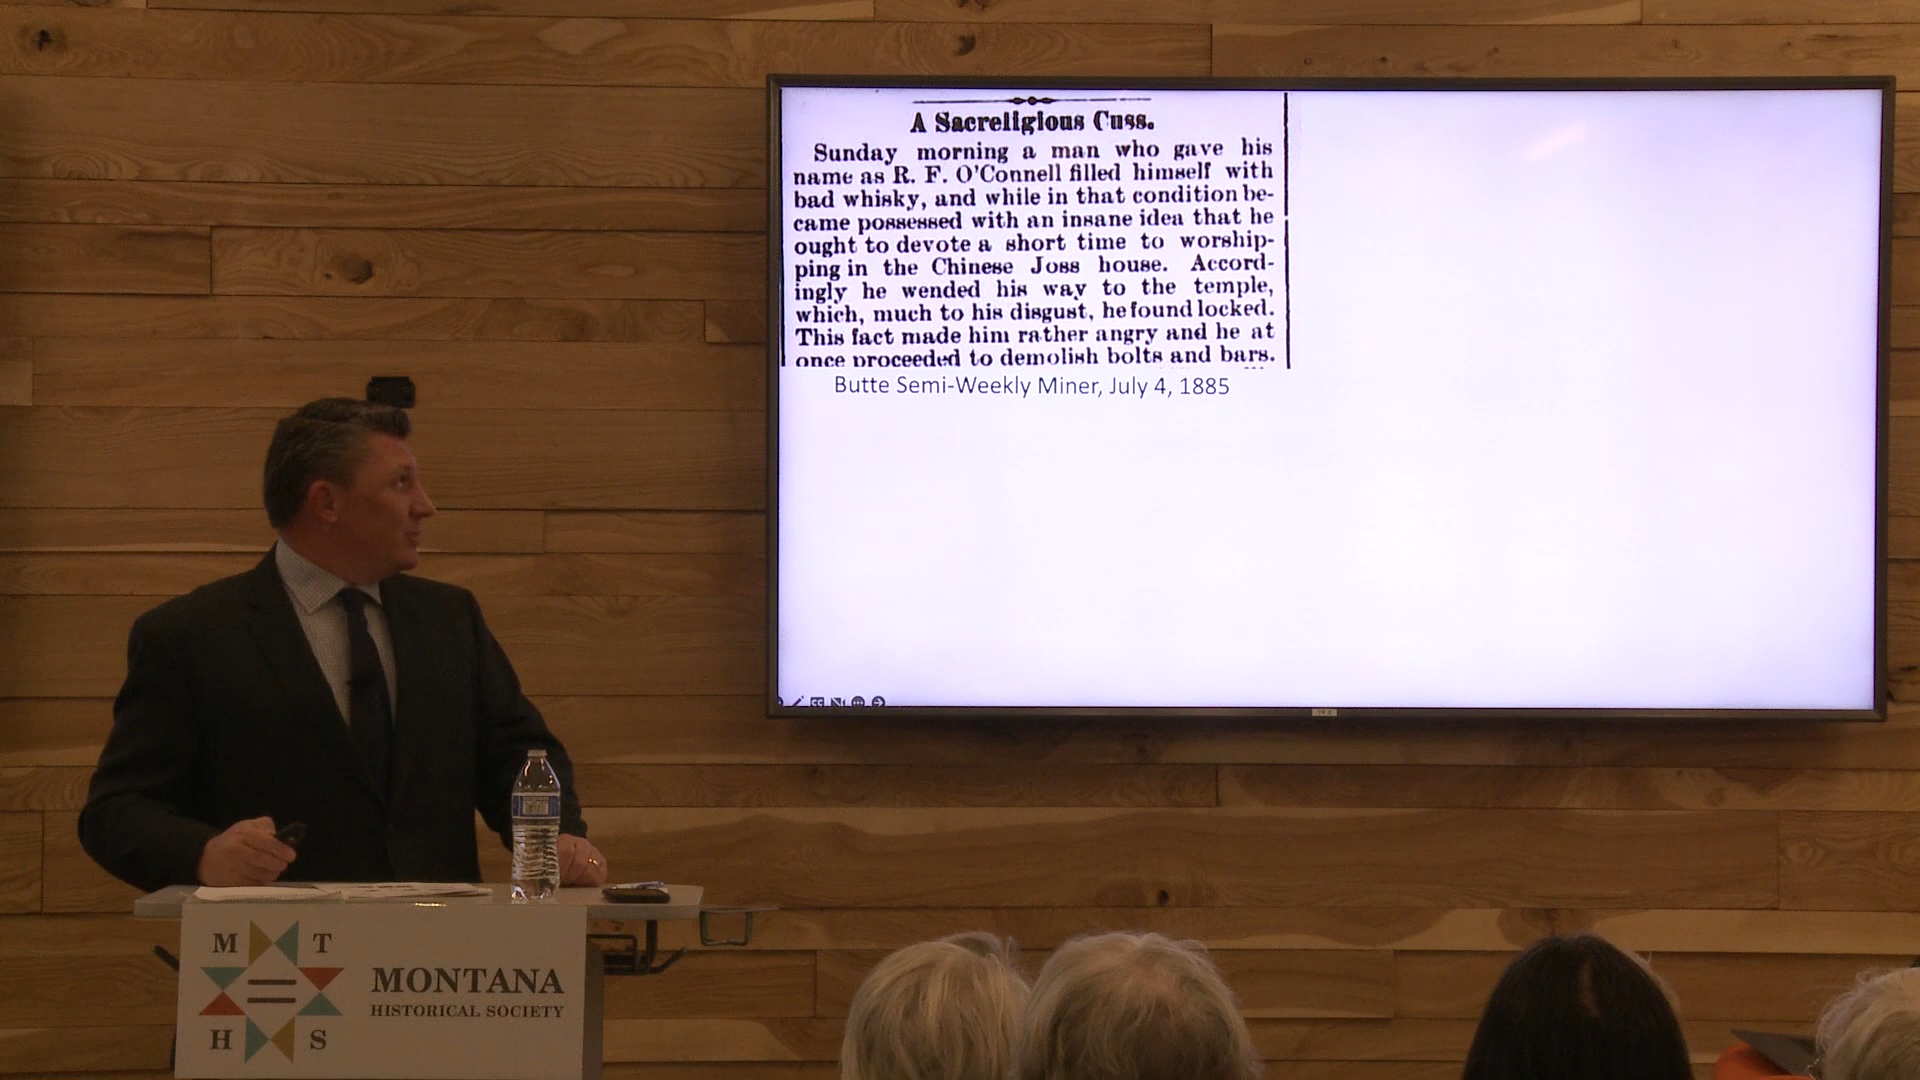 A Sacreligious Cuss.
Sunday morning a man who gave his
name as R. F. O'Connell filled himself with
bad whisky, and while in that condition be-
came possessed with an insane idea that he
ought to devote a short time to worship-
ping in the Chinese Joss house. Accord-
ingly he wended his way to the temple,
which, much to his disgust, he found locked.
This fact made him rather angry and he at
once proceeded to demolish bolts and bars.
Butte Semi-Weekly Miner, July 4, 1885
M T
H S
MONTANA
HISTORICAL SOCIETY